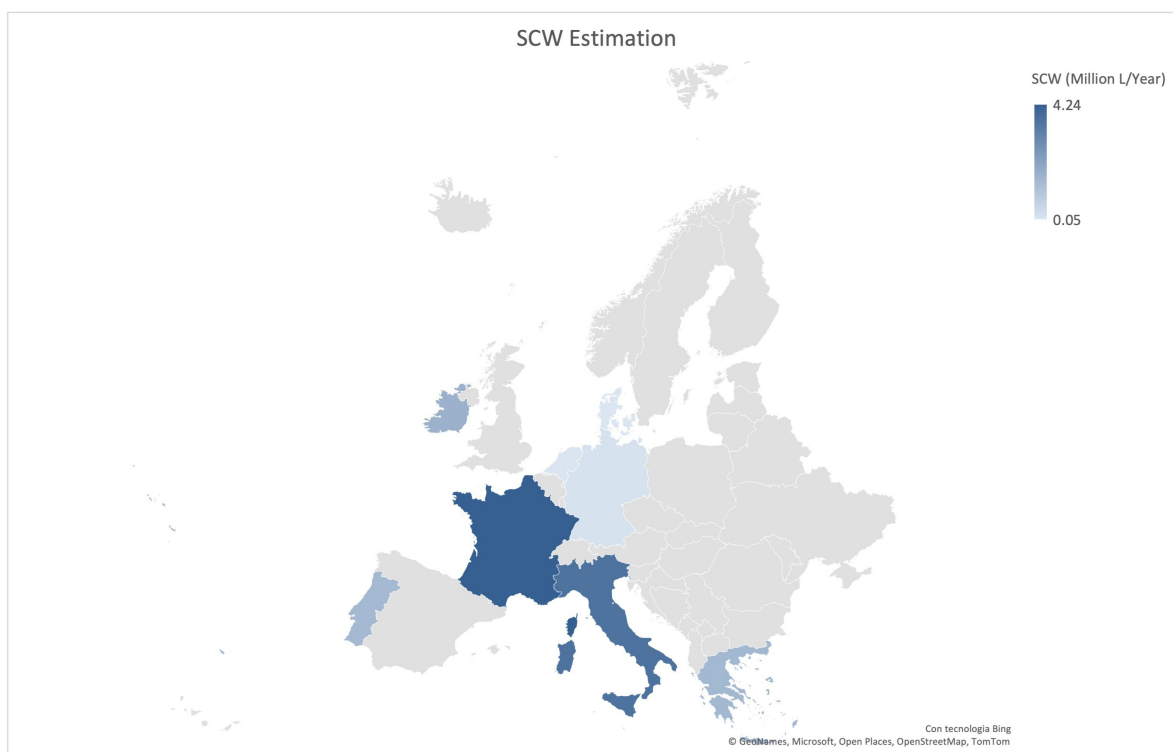 SCW Estimation
SCW (Million L/Year)
4.24
0.05
Con tecnologia Bing
© GeoNames, Microsoft, Open Places, OpenStreetMap, TomTom